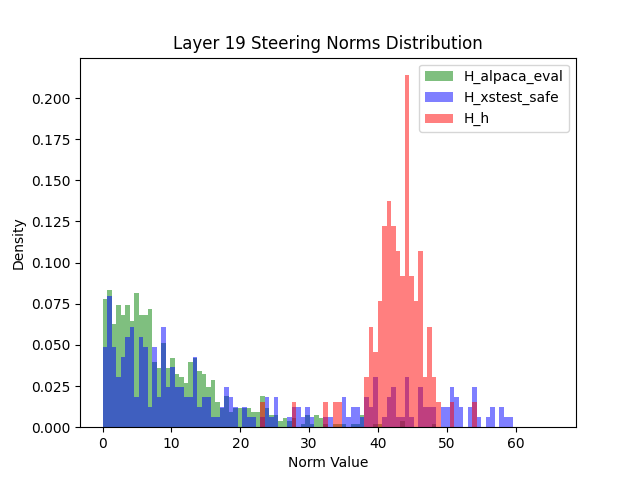 Layer 19 Steering Norms Distribution
H_alpaca_eval
H_xstest_safe
H_h
Density
0.200
0.175
0.150
0.125
0.100
0.075
0.050
0.025
0.000
0 10 20 30 40 50 60
Norm Value